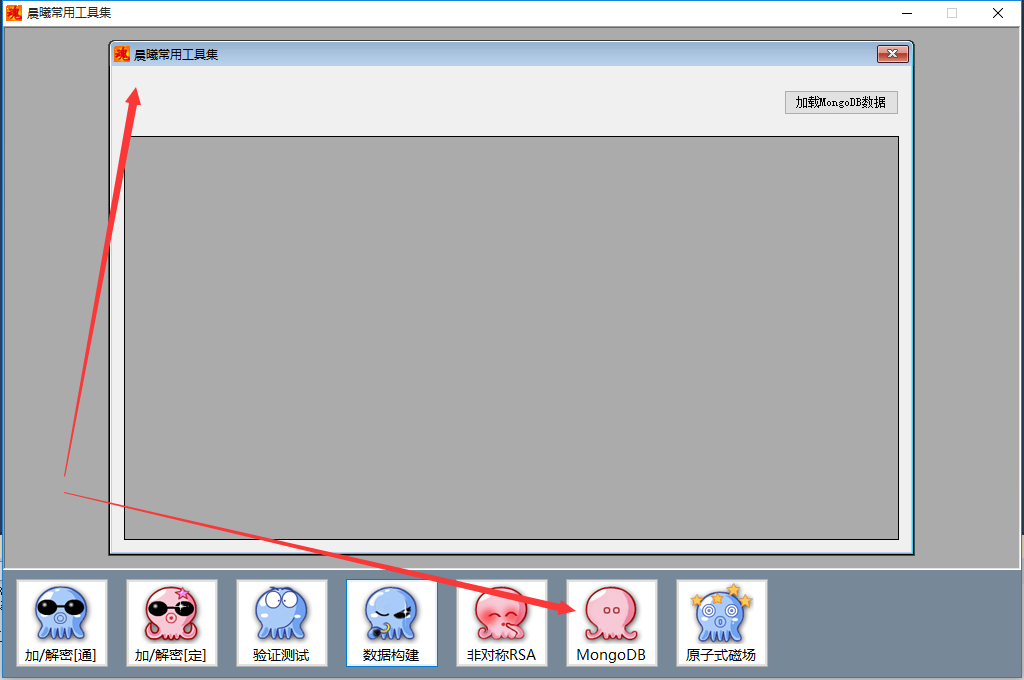 魂 晨曦常用工具集
魂 晨曦常用工具集
加载MongoDB数据
加/解密[通]
加/解密[定]
验证测试
数据构建
非对称RSA
MongoDB
原子式磁场